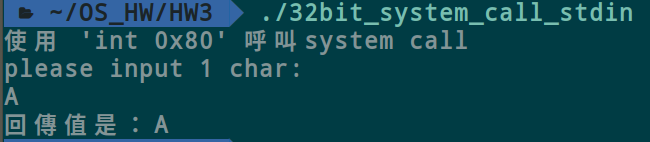 ~/OS_HW/HW3 ./32bit_system_call_stdin
使用 'int 0x80' 呼叫system call
please input 1 char:
A
回傳值是：A